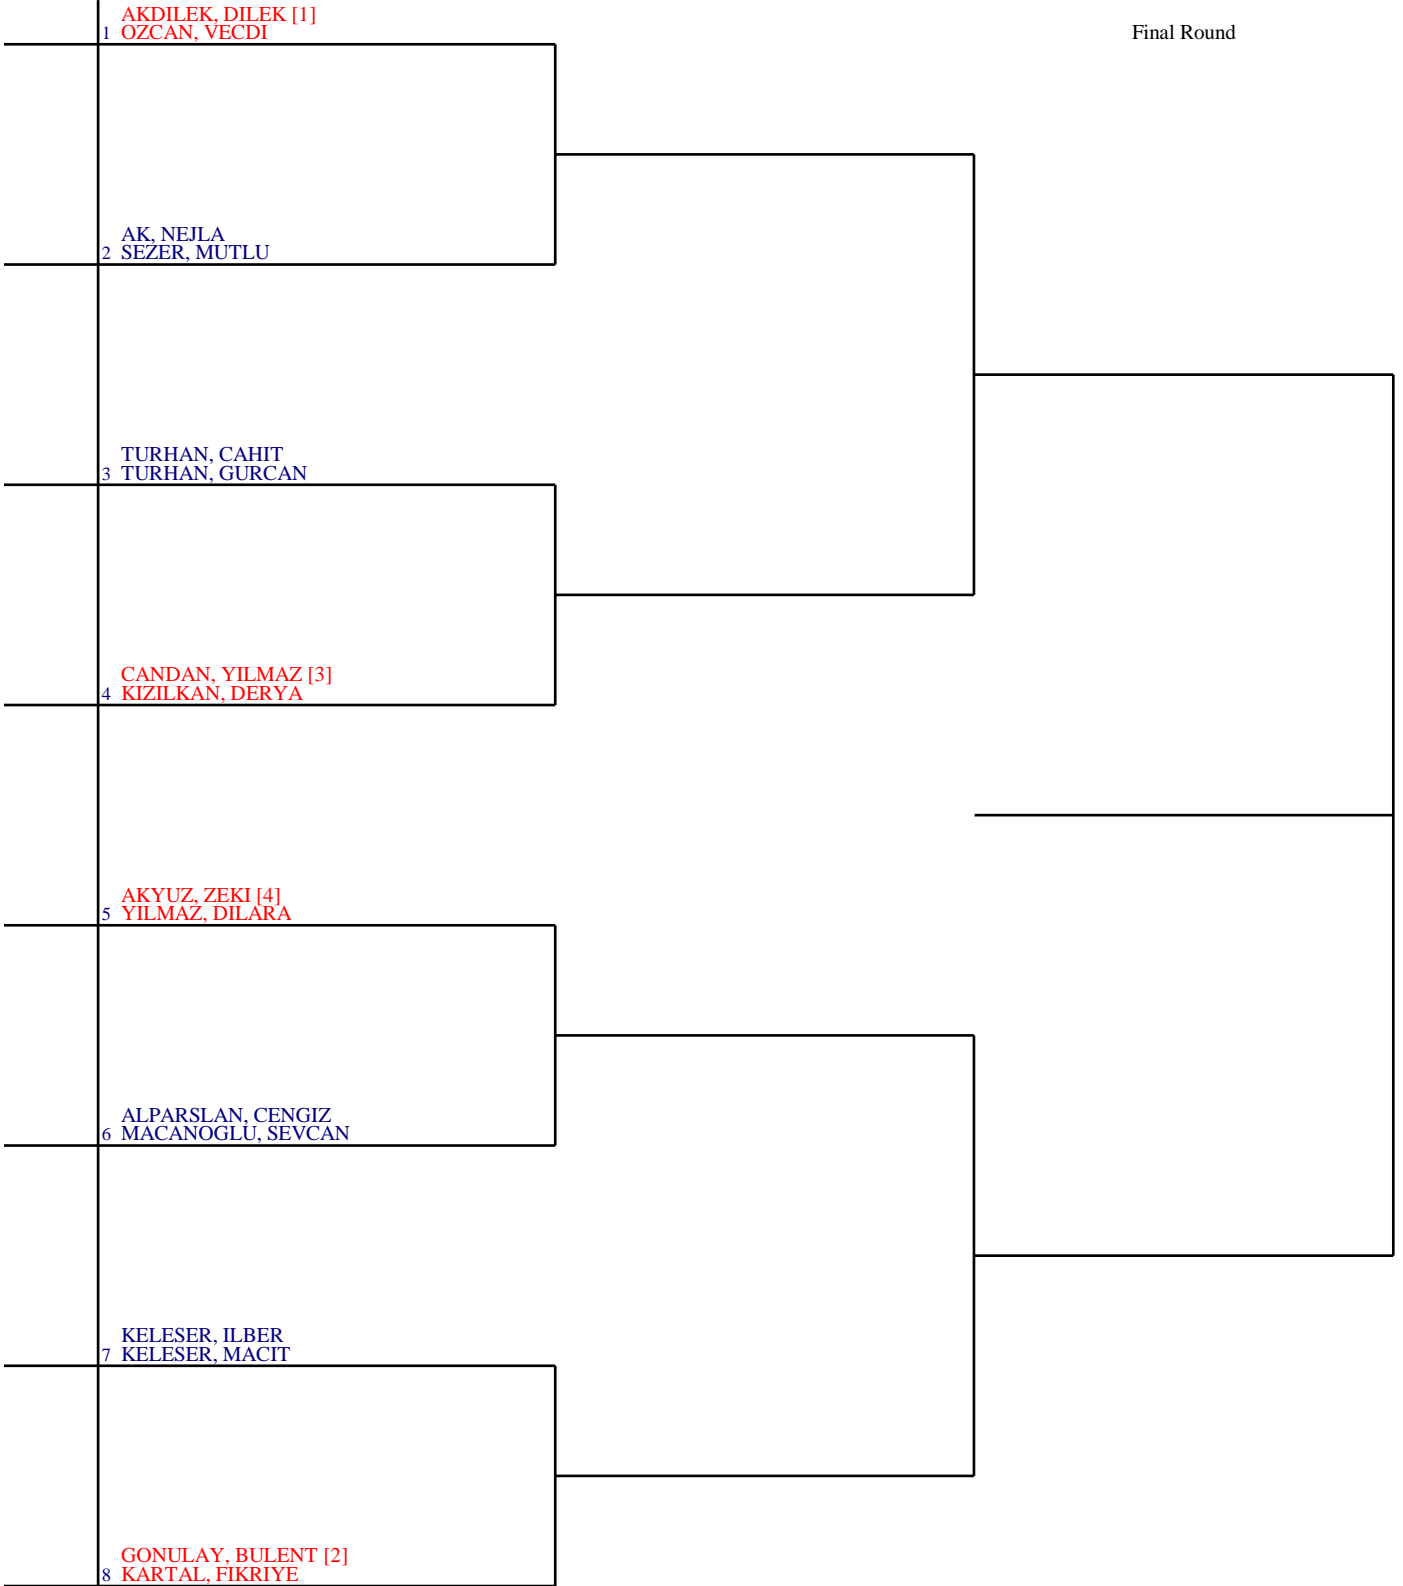 AKDILEK, DILEK [1]
1 OZCAN, VECDI
Final Round
AK, NEJLA
2 SEZER, MUTLU
TURHAN, CAHIT
3 TURHAN, GURCAN
CANDAN, YILMAZ [3]
4 KIZILKAN, DERYA
AKYUZ, ZEKI [4]
5 YILMAZ, DILARA
ALPARSLAN, CENGIZ
6 MACANOGLU, SEVCAN
KELESER, ILBER
7 KELESER, MACIT
GONULAY, BULENT [2]
8 KARTAL, FIKRIYE